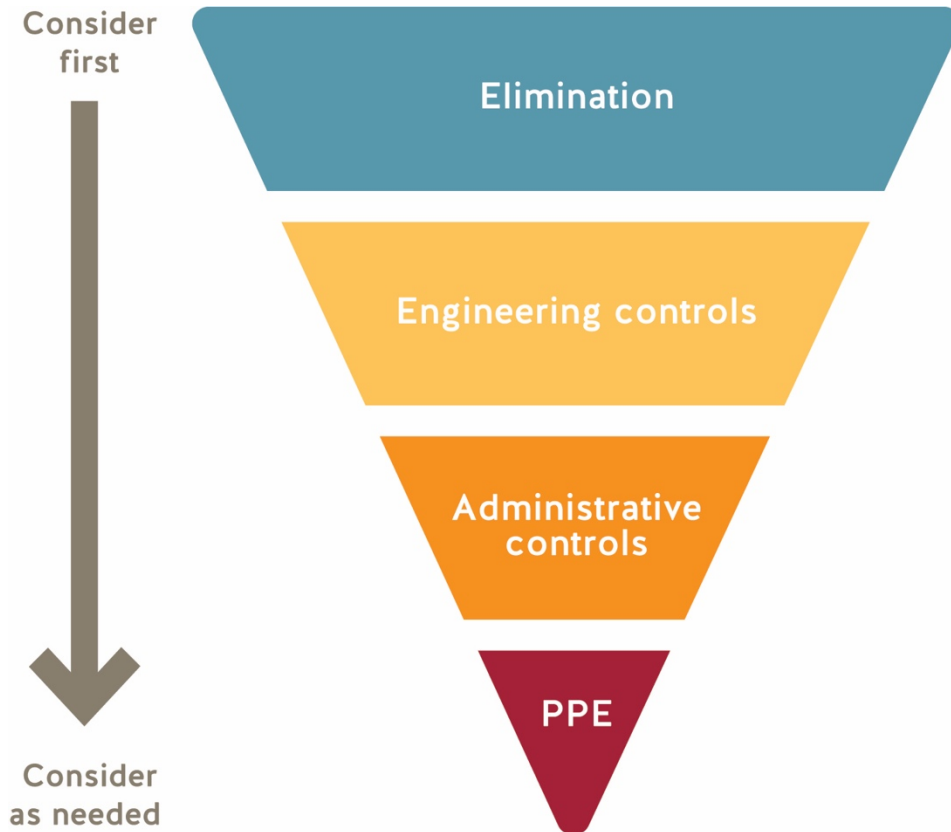 Consider
first
Elimination
Engineering controls
Administrative
controls
PPE
Consider
as needed